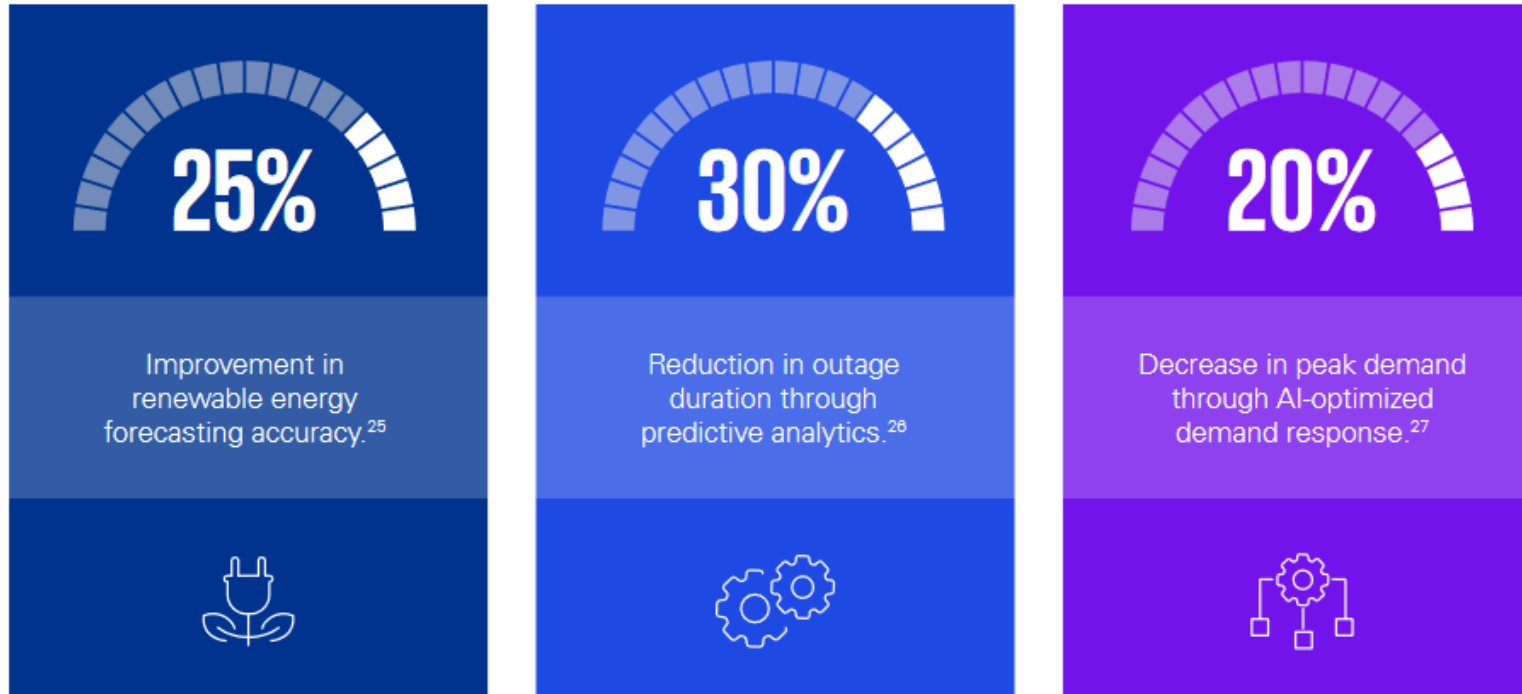 25%
Improvement in
renewable energy
forecasting accuracy.²⁵
30%
Reduction in outage
duration through
predictive analytics.²⁶
20%
Decrease in peak demand
through AI-optimized
demand response.²⁷